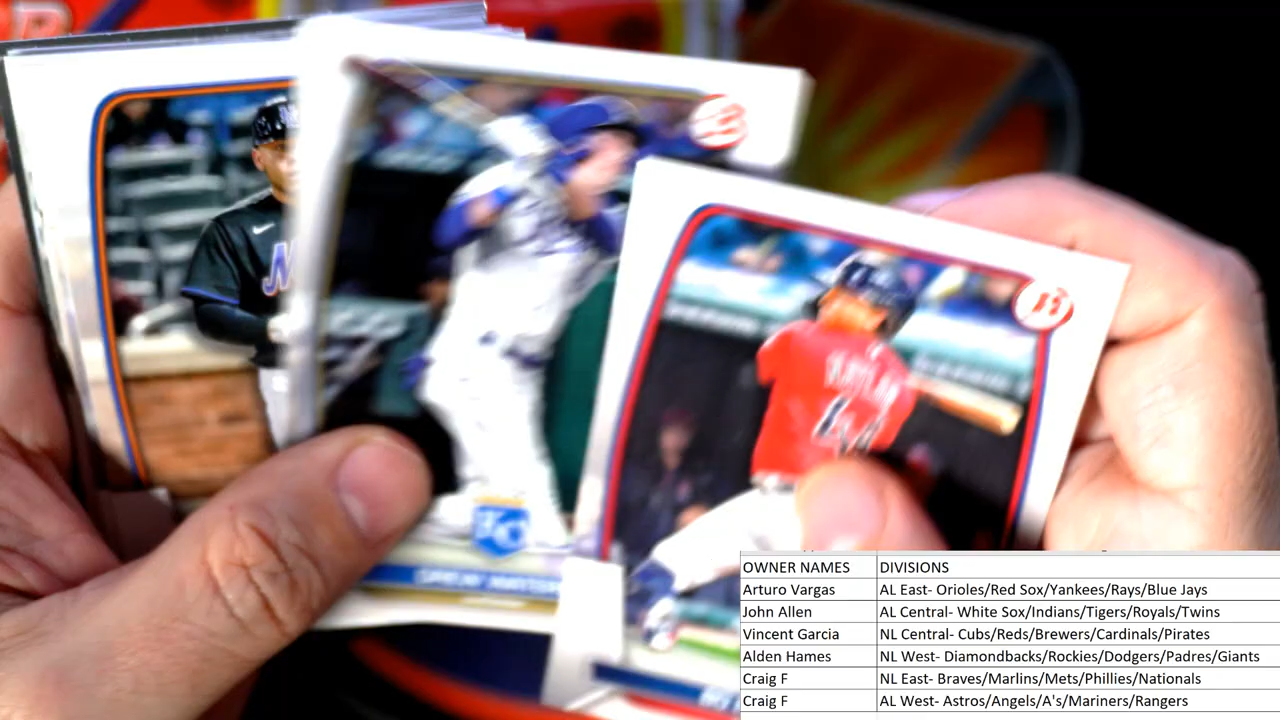 M
KC
NAYLOR
OWNER NAMES DIVISIONS
Arturo Vargas AL East- Orioles/Red Sox/Yankees/Rays/Blue Jays
John Allen AL Central- White Sox/Indians/Tigers/Royals/Twins
Vincent Garcia NL Central- Cubs/Reds/Brewers/Cardinals/Pirates
Alden Hames NL West- Diamondbacks/Rockies/Dodgers/Padres/Giants
Craig F NL East- Braves/Marlins/Mets/Phillies/Nationals
Craig F AL West- Astros/Angels/A's/Mariners/Rangers